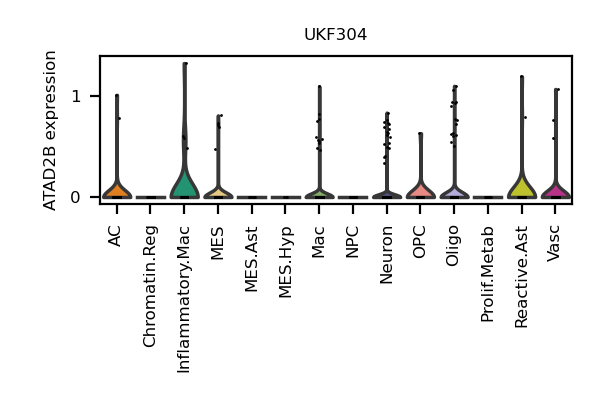 UKF304
ATAD2B expression
1
0
AC
Chromatin.Reg
Inflammatory.Mac
MES
MES.Ast
MES.Hyp
Mac
NPC
Neuron
OPC
Oligo
Prolif.Metab
Reactive.Ast
Vasc